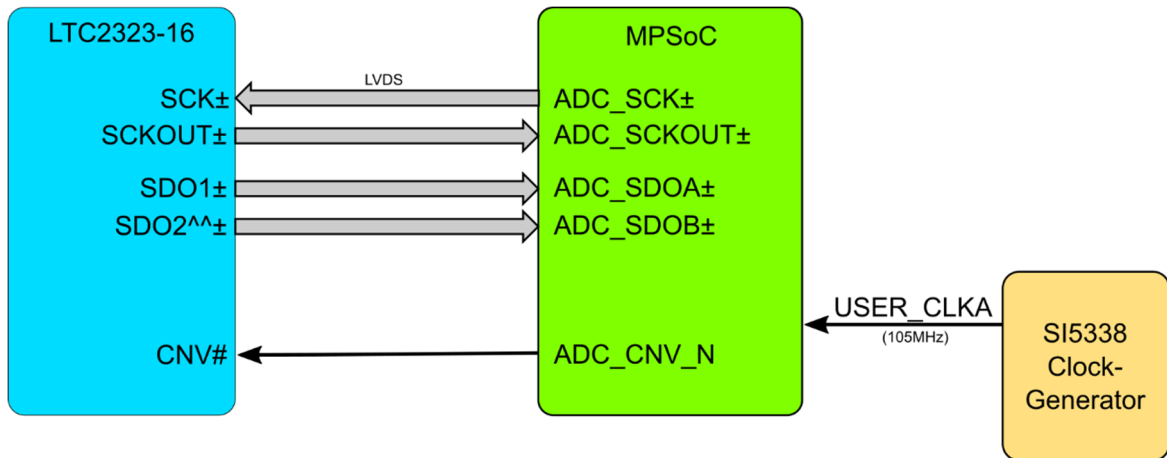 LTC2323-16
MPSoC
LVDS
SCK±
ADC_SCK±
SCKOUT±
ADC_SCKOUT±
SDO1±
ADC_SDOA±
SDO2^^±
ADC_SDOB±
USER_CLKA
(105MHz)
SI5338
Clock-
Generator
CNV#
ADC_CNV_N